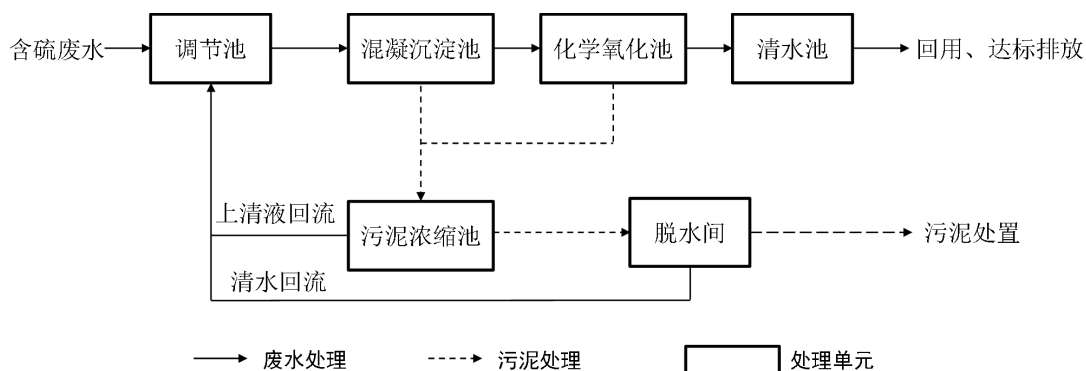 含硫废水
调节池
混凝沉淀池
化学氧化池
清水池
回用、达标排放
上清液回流
污泥浓缩池
脱水间
污泥处置
清水回流
废水处理
污泥处理
处理单元